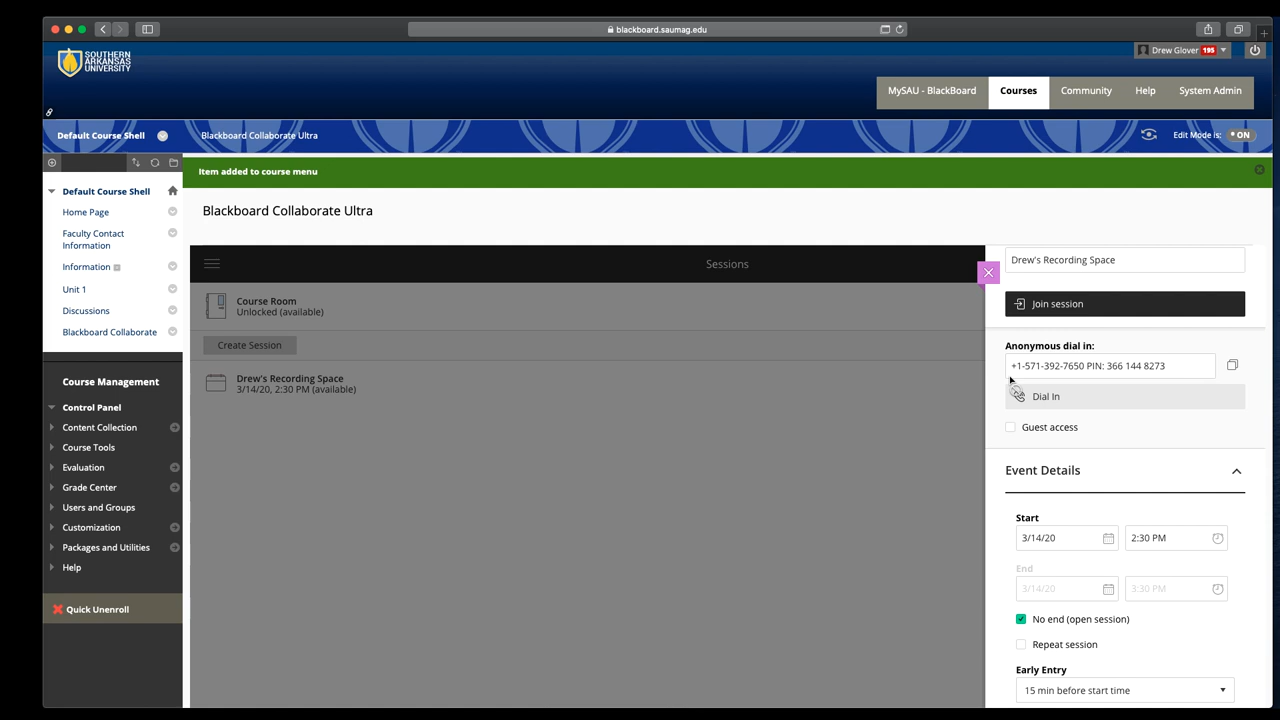 blackboard.saumag.edu
SOUTHERN
ARKANSAS
UNIVERSITY
Drew Glover 195
MySAU - BlackBoard
Courses
Community
Help
System Admin
Default Course Shell
Blackboard Collaborate Ultra
Edit Mode is:
ON
Item added to course menu
Default Course Shell
Home Page
Faculty Contact
Information
Information
Unit 1
Discussions
Blackboard Collaborate
Course Management
Control Panel
Content Collection
Course Tools
Evaluation
Grade Center
Users and Groups
Customization
Packages and Utilities
Help
Quick Unenroll
Blackboard Collaborate Ultra
Sessions
Course Room
Unlocked (available)
Create Session
Drew's Recording Space
3/14/20, 2:30 PM (available)
Drew's Recording Space
Join session
Anonymous dial in:
+1-571-392-7650 PIN: 366 144 8273
Dial In
Guest access
Event Details
Start
3/14/20
2:30 PM
End
3/14/20
3:30 PM
No end (open session)
Repeat session
Early Entry
15 min before start time